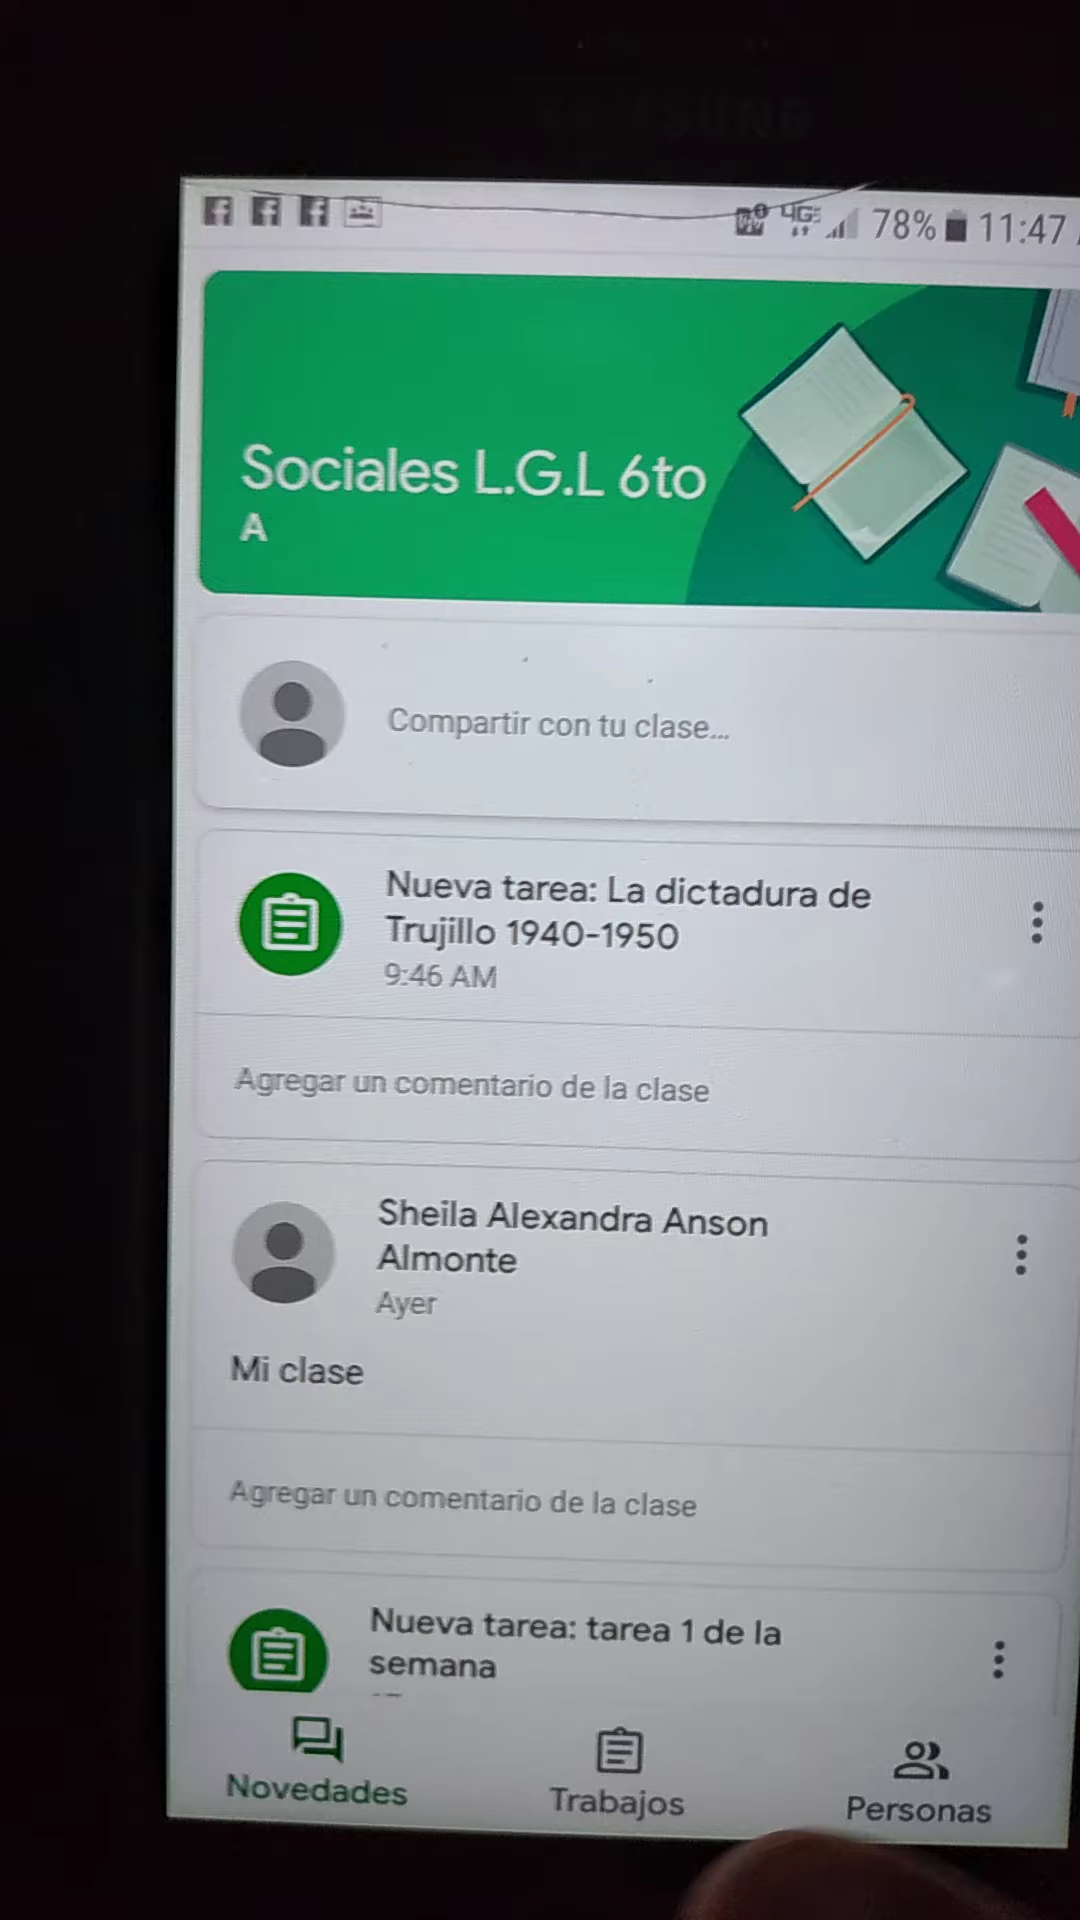 78% 11:47
Sociales L.G.L 6to
A
Compartir con tu clase...
Nueva tarea: La dictadura de
Trujillo 1940-1950
9:46 AM
Agregar un comentario de la clase
Sheila Alexandra Anson
Almonte
Ayer
Mi clase
Agregar un comentario de la clase
Nueva tarea: tarea 1 de la
semana
Novedades
Trabajos
Personas